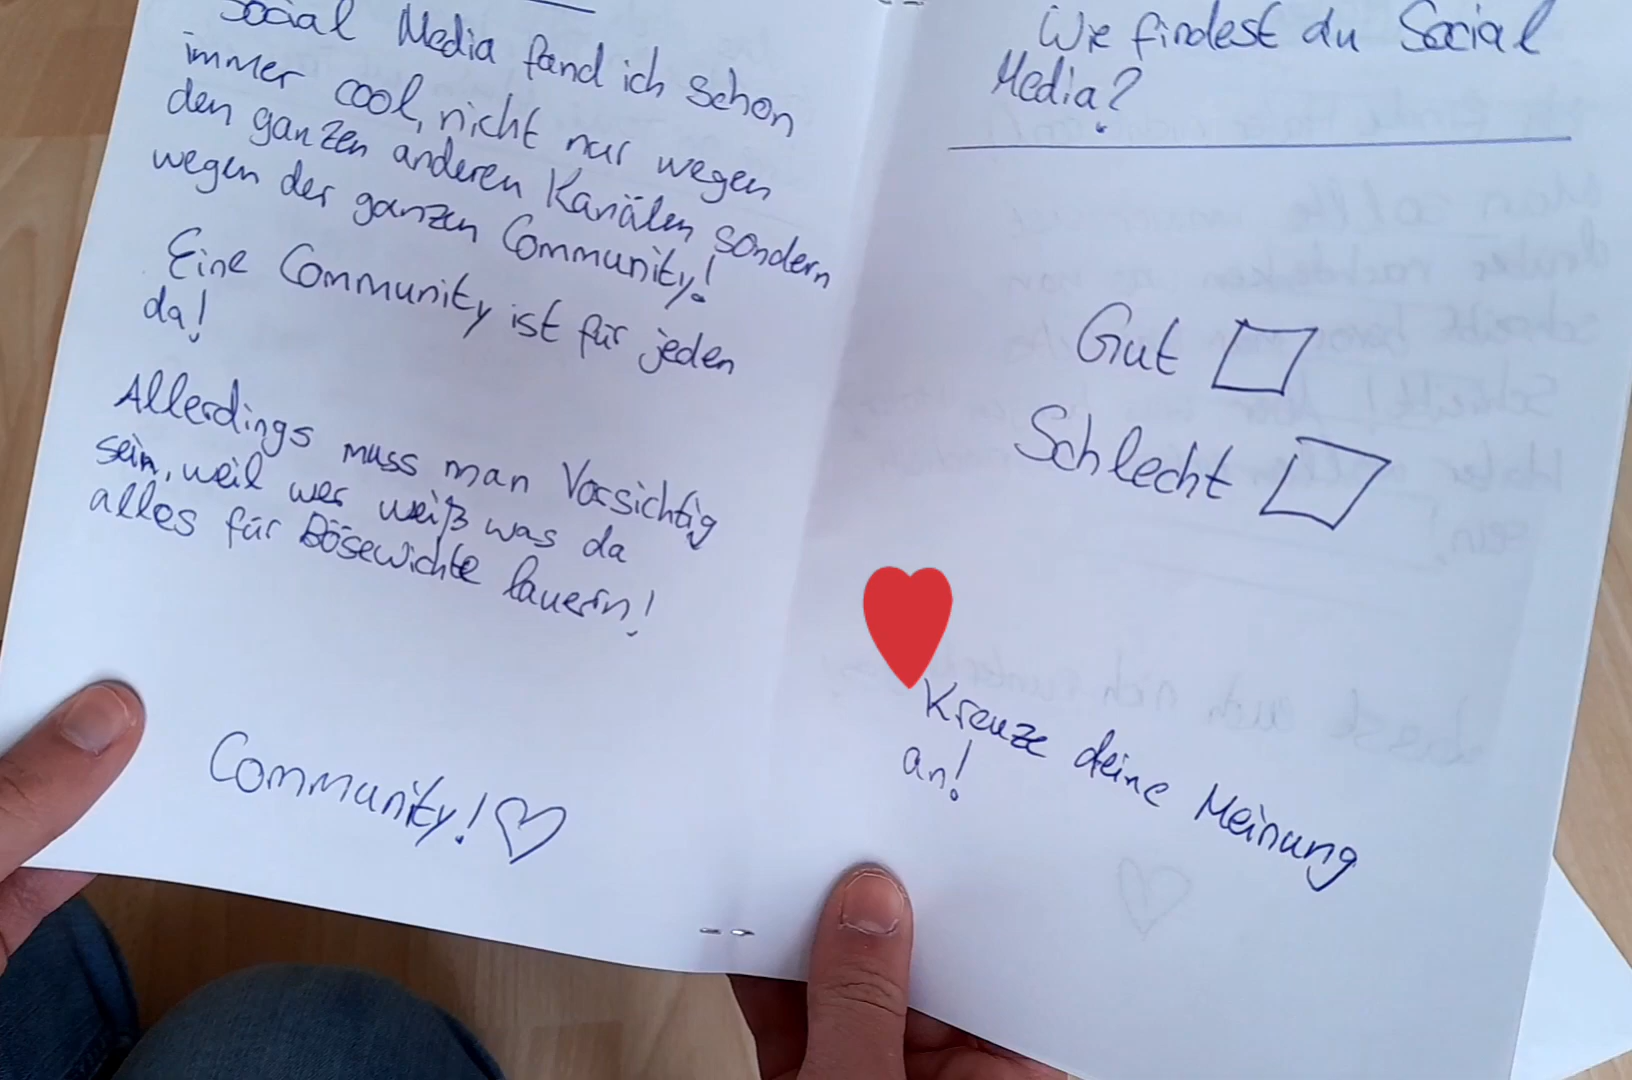 Social Media fand ich schon
immer cool, nicht nur wegen
den ganzen anderen Kanälen sondern
wegen der ganzen Community!
Eine Community ist für jeden
da!
Allerdings muss man Vorsichtig
sein, weil wer weiß was da
alles für Bösewichte lauern!
Community! ♡
Wie findest du Social
Media?
Gut
Schlecht
Kreuze deine Meinung
an!